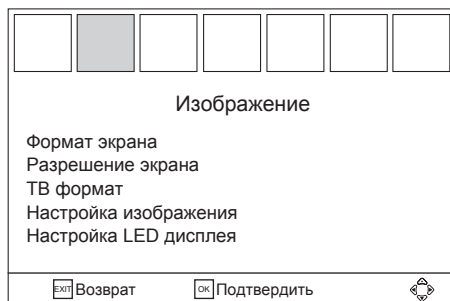 Изображение
Формат экрана
Разрешение экрана
ТВ формат
Настройка изображения
Настройка LED дисплея
EXIT Возврат OK Подтвердить